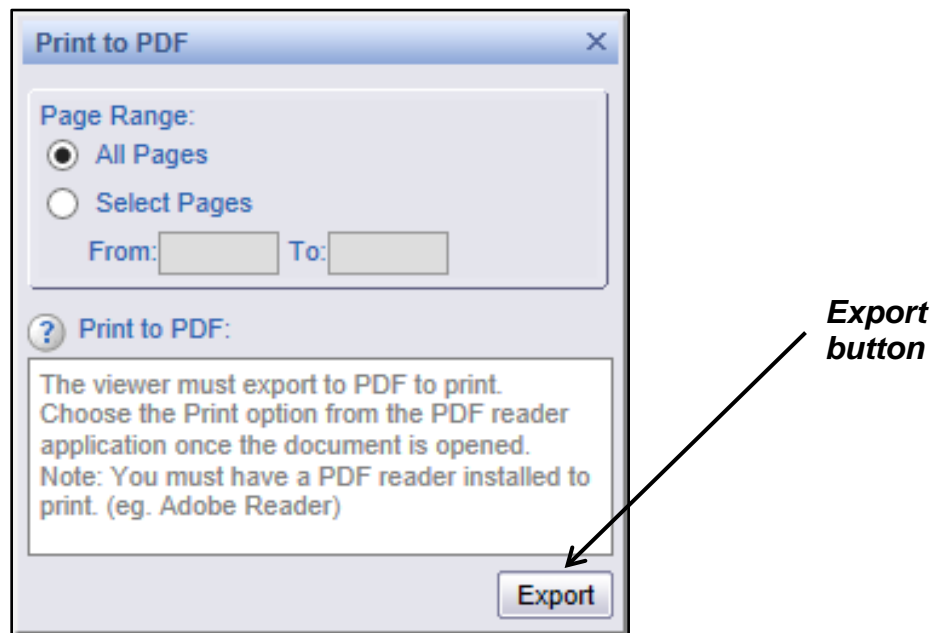 Print to PDF
Page Range:
All Pages
Select Pages
From: To:
? Print to PDF:
The viewer must export to PDF to print.
Choose the Print option from the PDF reader
application once the document is opened.
Note: You must have a PDF reader installed to
print. (eg. Adobe Reader)
Export
Export
button